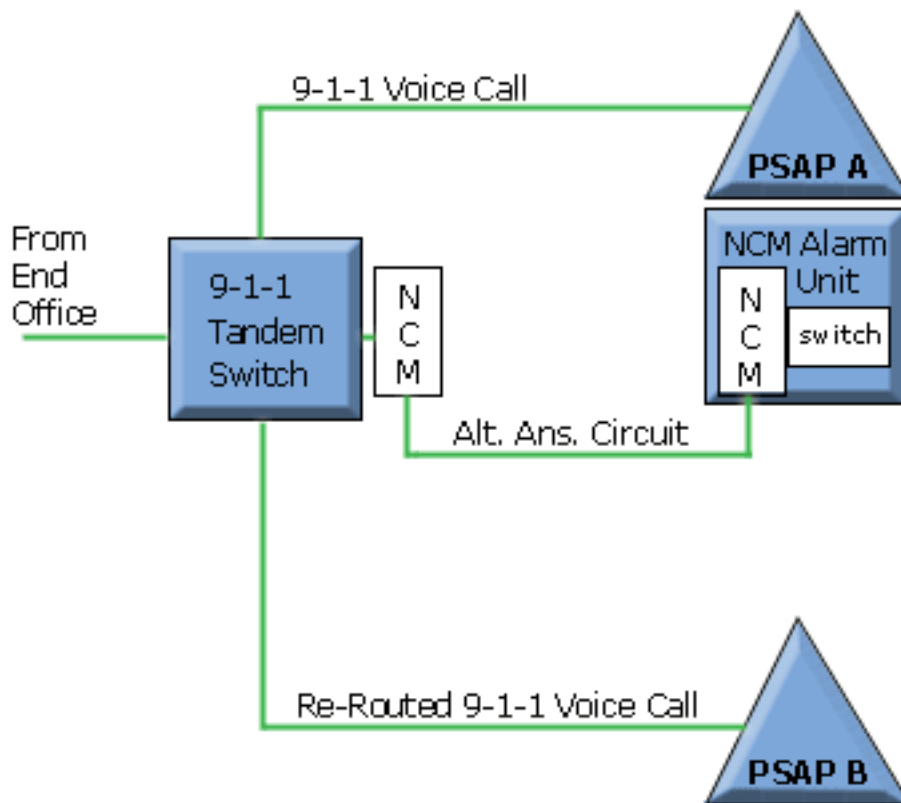 9-1-1 Voice Call
PSAP A
From
End
Office
9-1-1
Tandem
Switch
N
C
M
NCM Alarm
Unit
N
C
M
switch
Alt. Ans. Circuit
Re-Routed 9-1-1 Voice Call
PSAP B